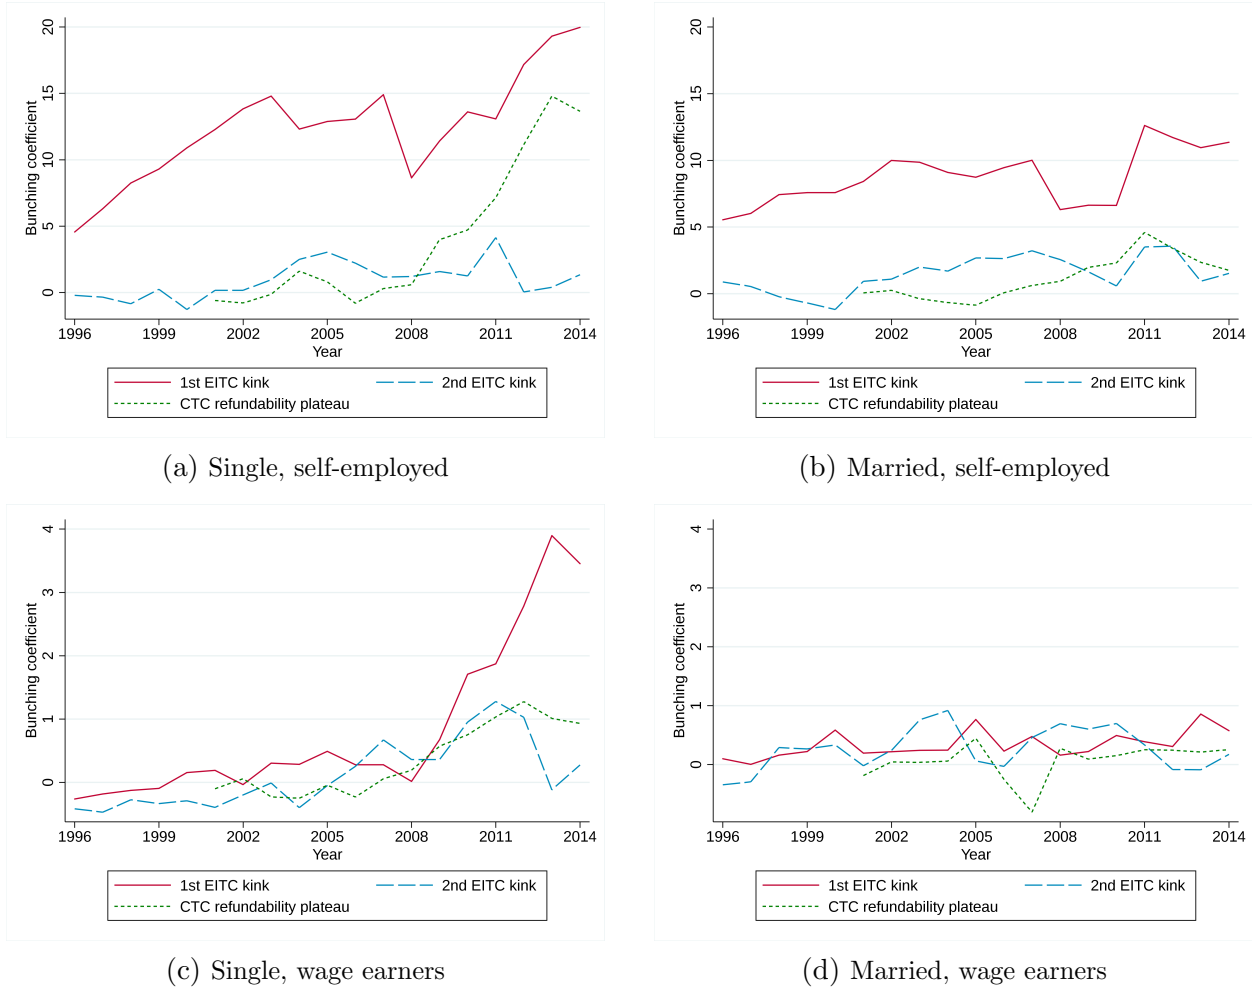 Bunching coefficient
20
15
10
5
0
1996 1999 2002 2005 2008 2011 2014
Year
1st EITC kink 2nd EITC kink
CTC refundability plateau
(a) Single, self-employed
Bunching coefficient
20
15
10
5
0
1996 1999 2002 2005 2008 2011 2014
Year
1st EITC kink 2nd EITC kink
CTC refundability plateau
(b) Married, self-employed
Bunching coefficient
4
3
2
1
0
1996 1999 2002 2005 2008 2011 2014
Year
1st EITC kink 2nd EITC kink
CTC refundability plateau
(c) Single, wage earners
Bunching coefficient
4
3
2
1
0
1996 1999 2002 2005 2008 2011 2014
Year
1st EITC kink 2nd EITC kink
CTC refundability plateau
(d) Married, wage earners